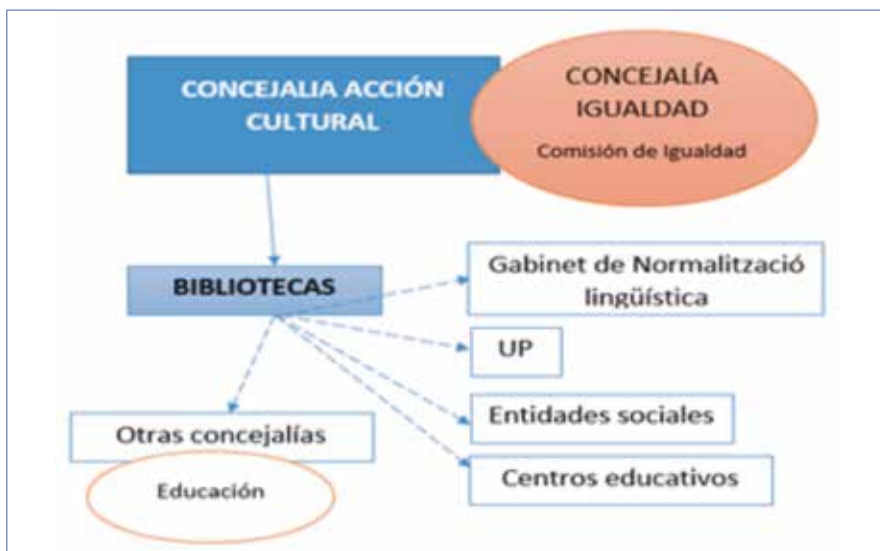 CONCEJALIA ACCIÓN
CULTURAL
CONCEJALÍA
IGUALDAD
Comisión de Igualdad
BIBLIOTECAS
Gabinet de Normalització
lingüística
UP
Entidades sociales
Centros educativos
Otras concejalías
Educación